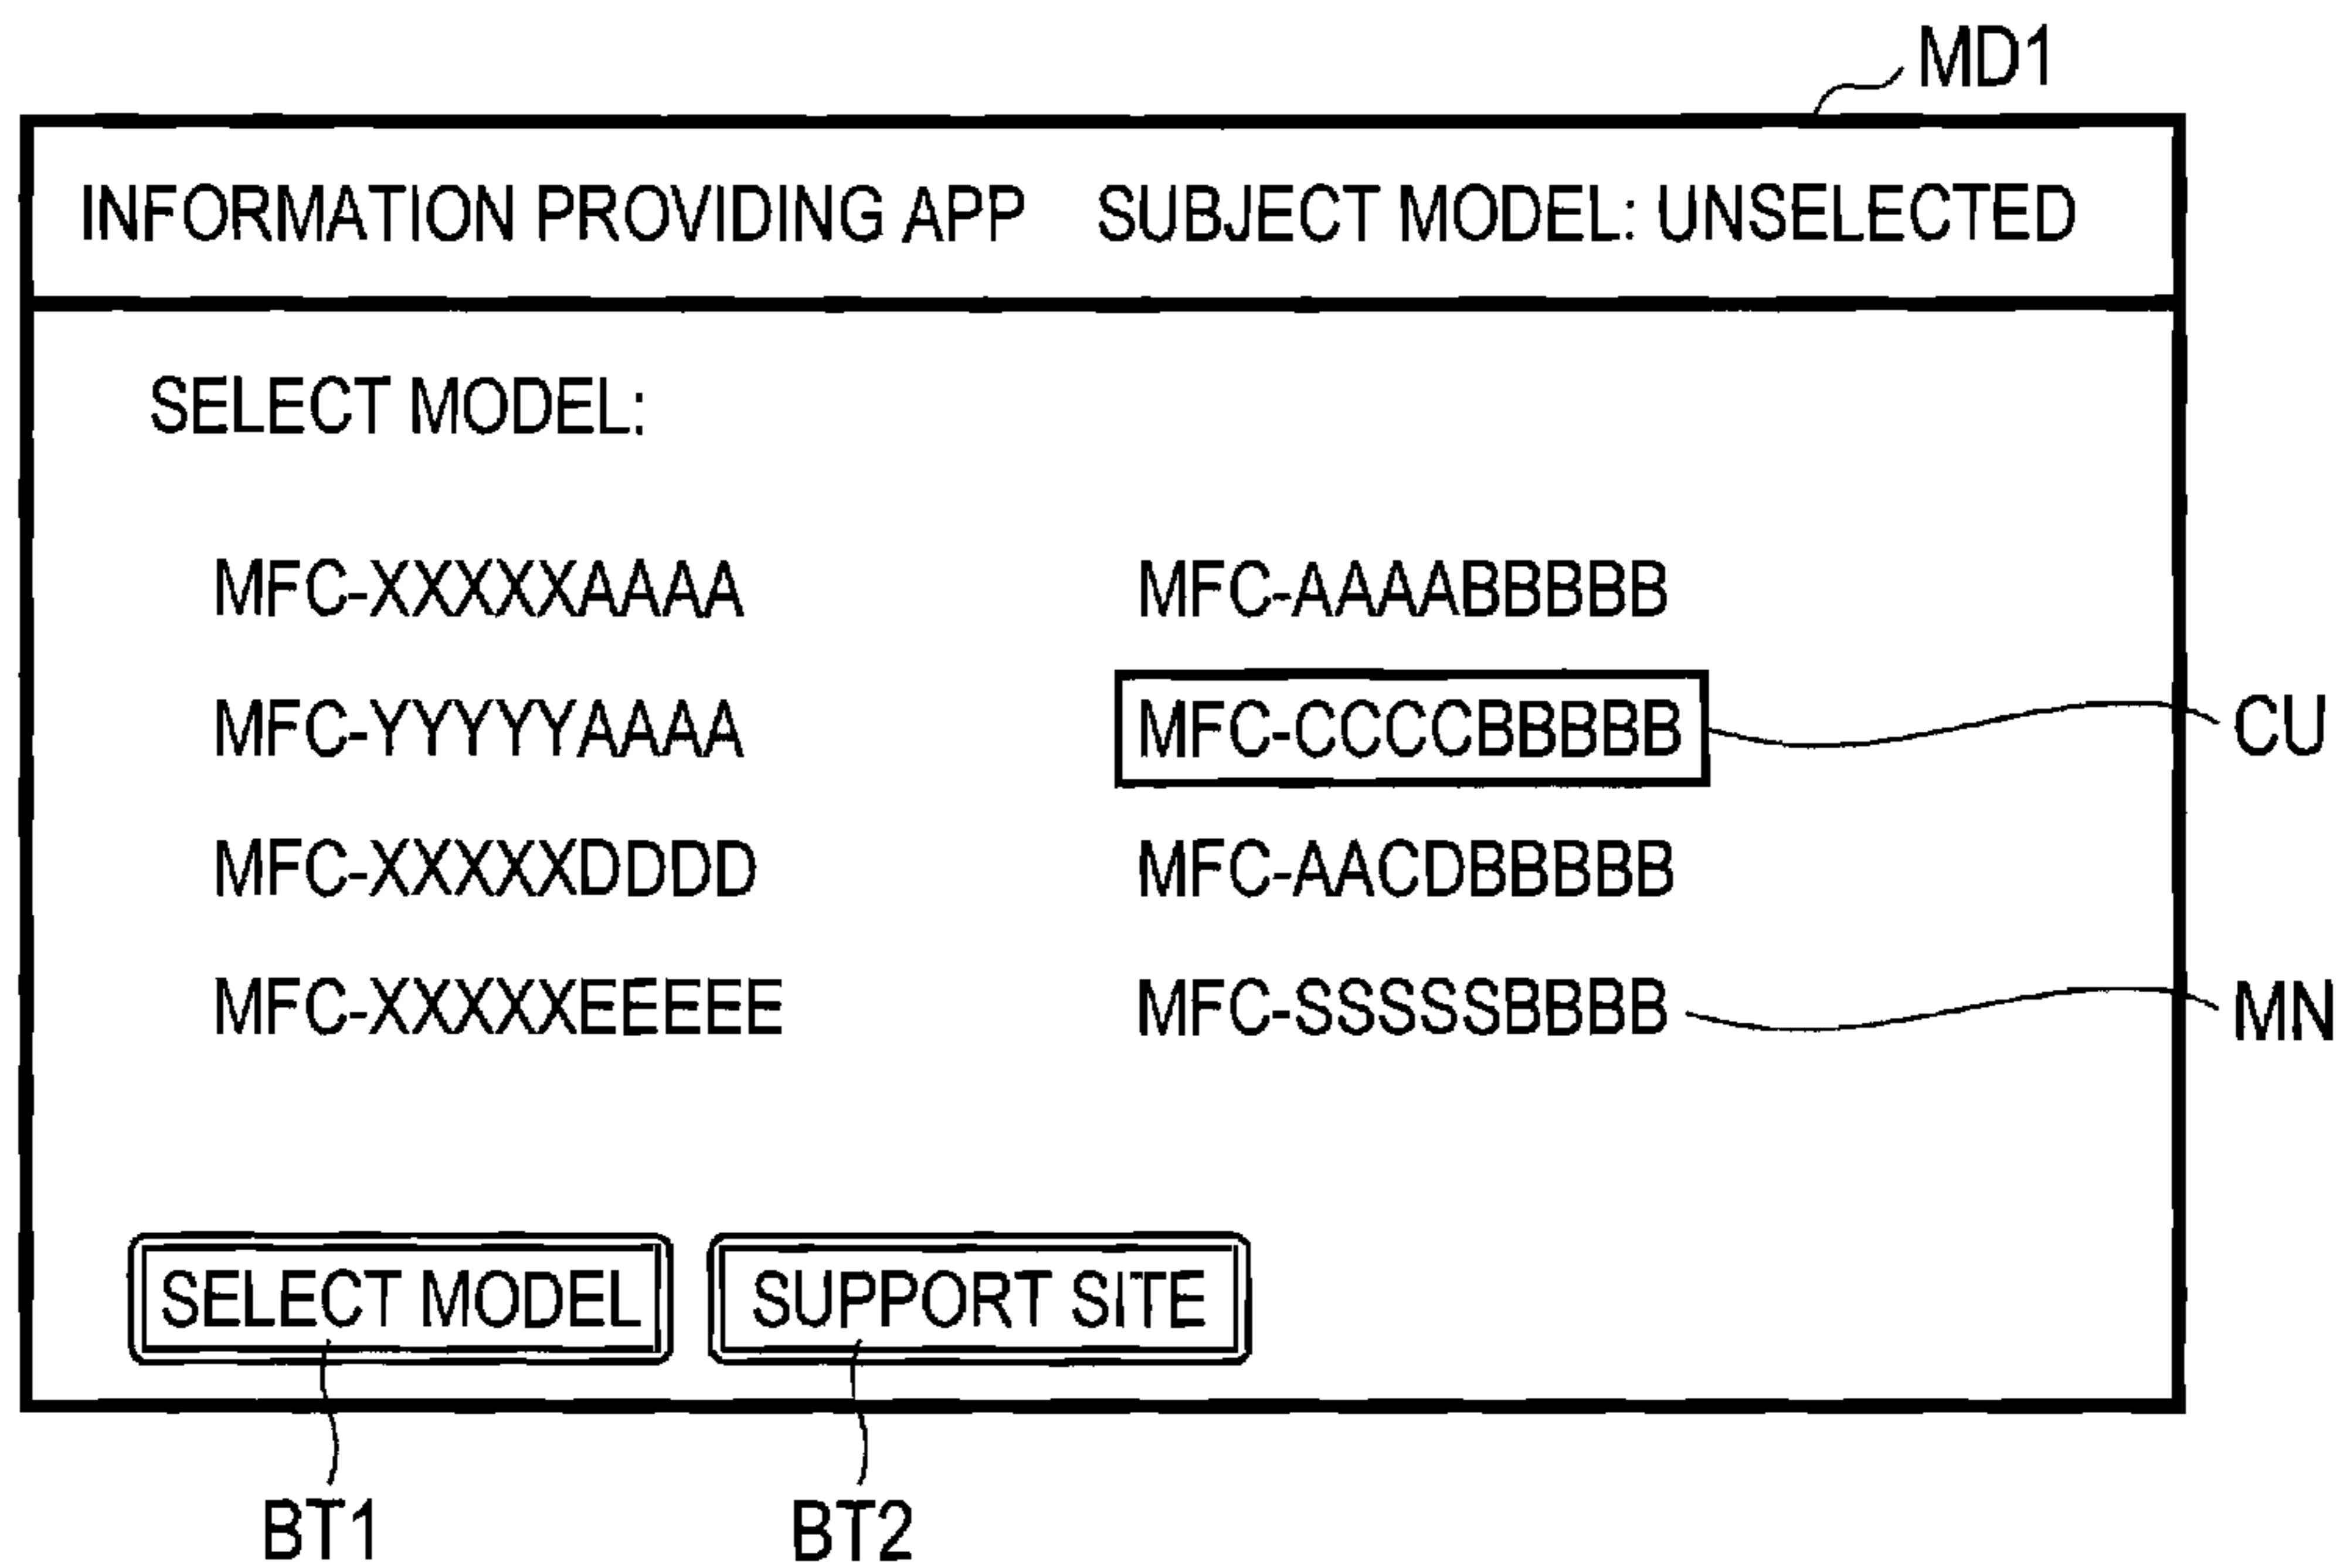 MD1
INFORMATION PROVIDING APP SUBJECT MODEL: UNSELECTED
SELECT MODEL:
MFC-XXXXXAAAA MFC-AAAABBBBB
MFC-YYYYYAAAA MFC-CCCCBBBBB CU
MFC-XXXXXDDDD MFC-AACDBBBBB
MFC-XXXXXEEEEE MFC-SSSSSBBBB MN
SELECT MODEL SUPPORT SITE
BT1 BT2